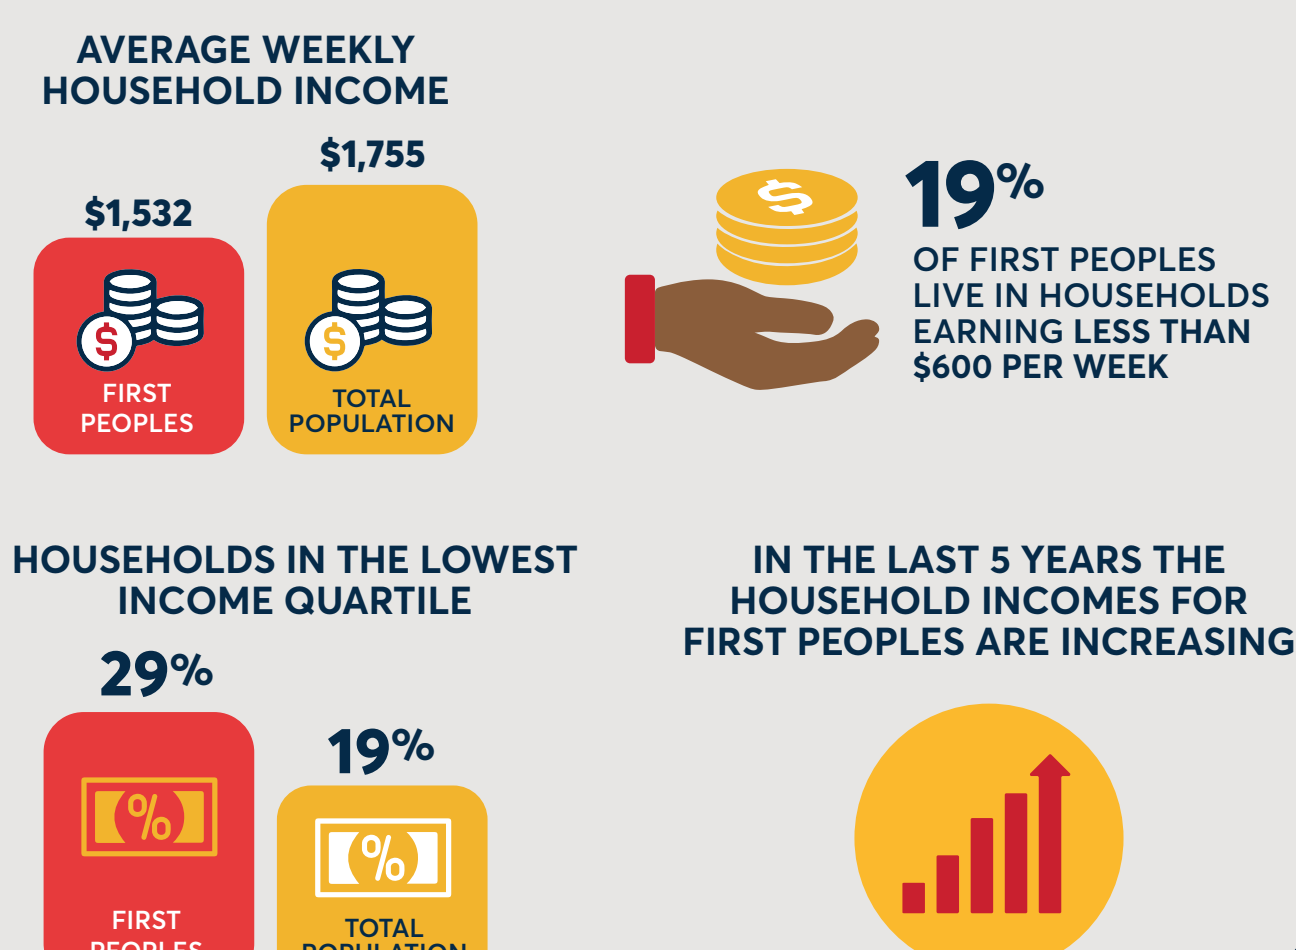 AVERAGE WEEKLY
HOUSEHOLD INCOME
$1,532
$1,755
$
FIRST
PEOPLES
$
TOTAL
POPULATION
$
19%
OF FIRST PEOPLES
LIVE IN HOUSEHOLDS
EARNING LESS THAN
$600 PER WEEK
HOUSEHOLDS IN THE LOWEST
INCOME QUARTILE
29%
19%
%
FIRST
PEOPLES
%
TOTAL
POPULATION
IN THE LAST 5 YEARS THE
HOUSEHOLD INCOMES FOR
FIRST PEOPLES ARE INCREASING